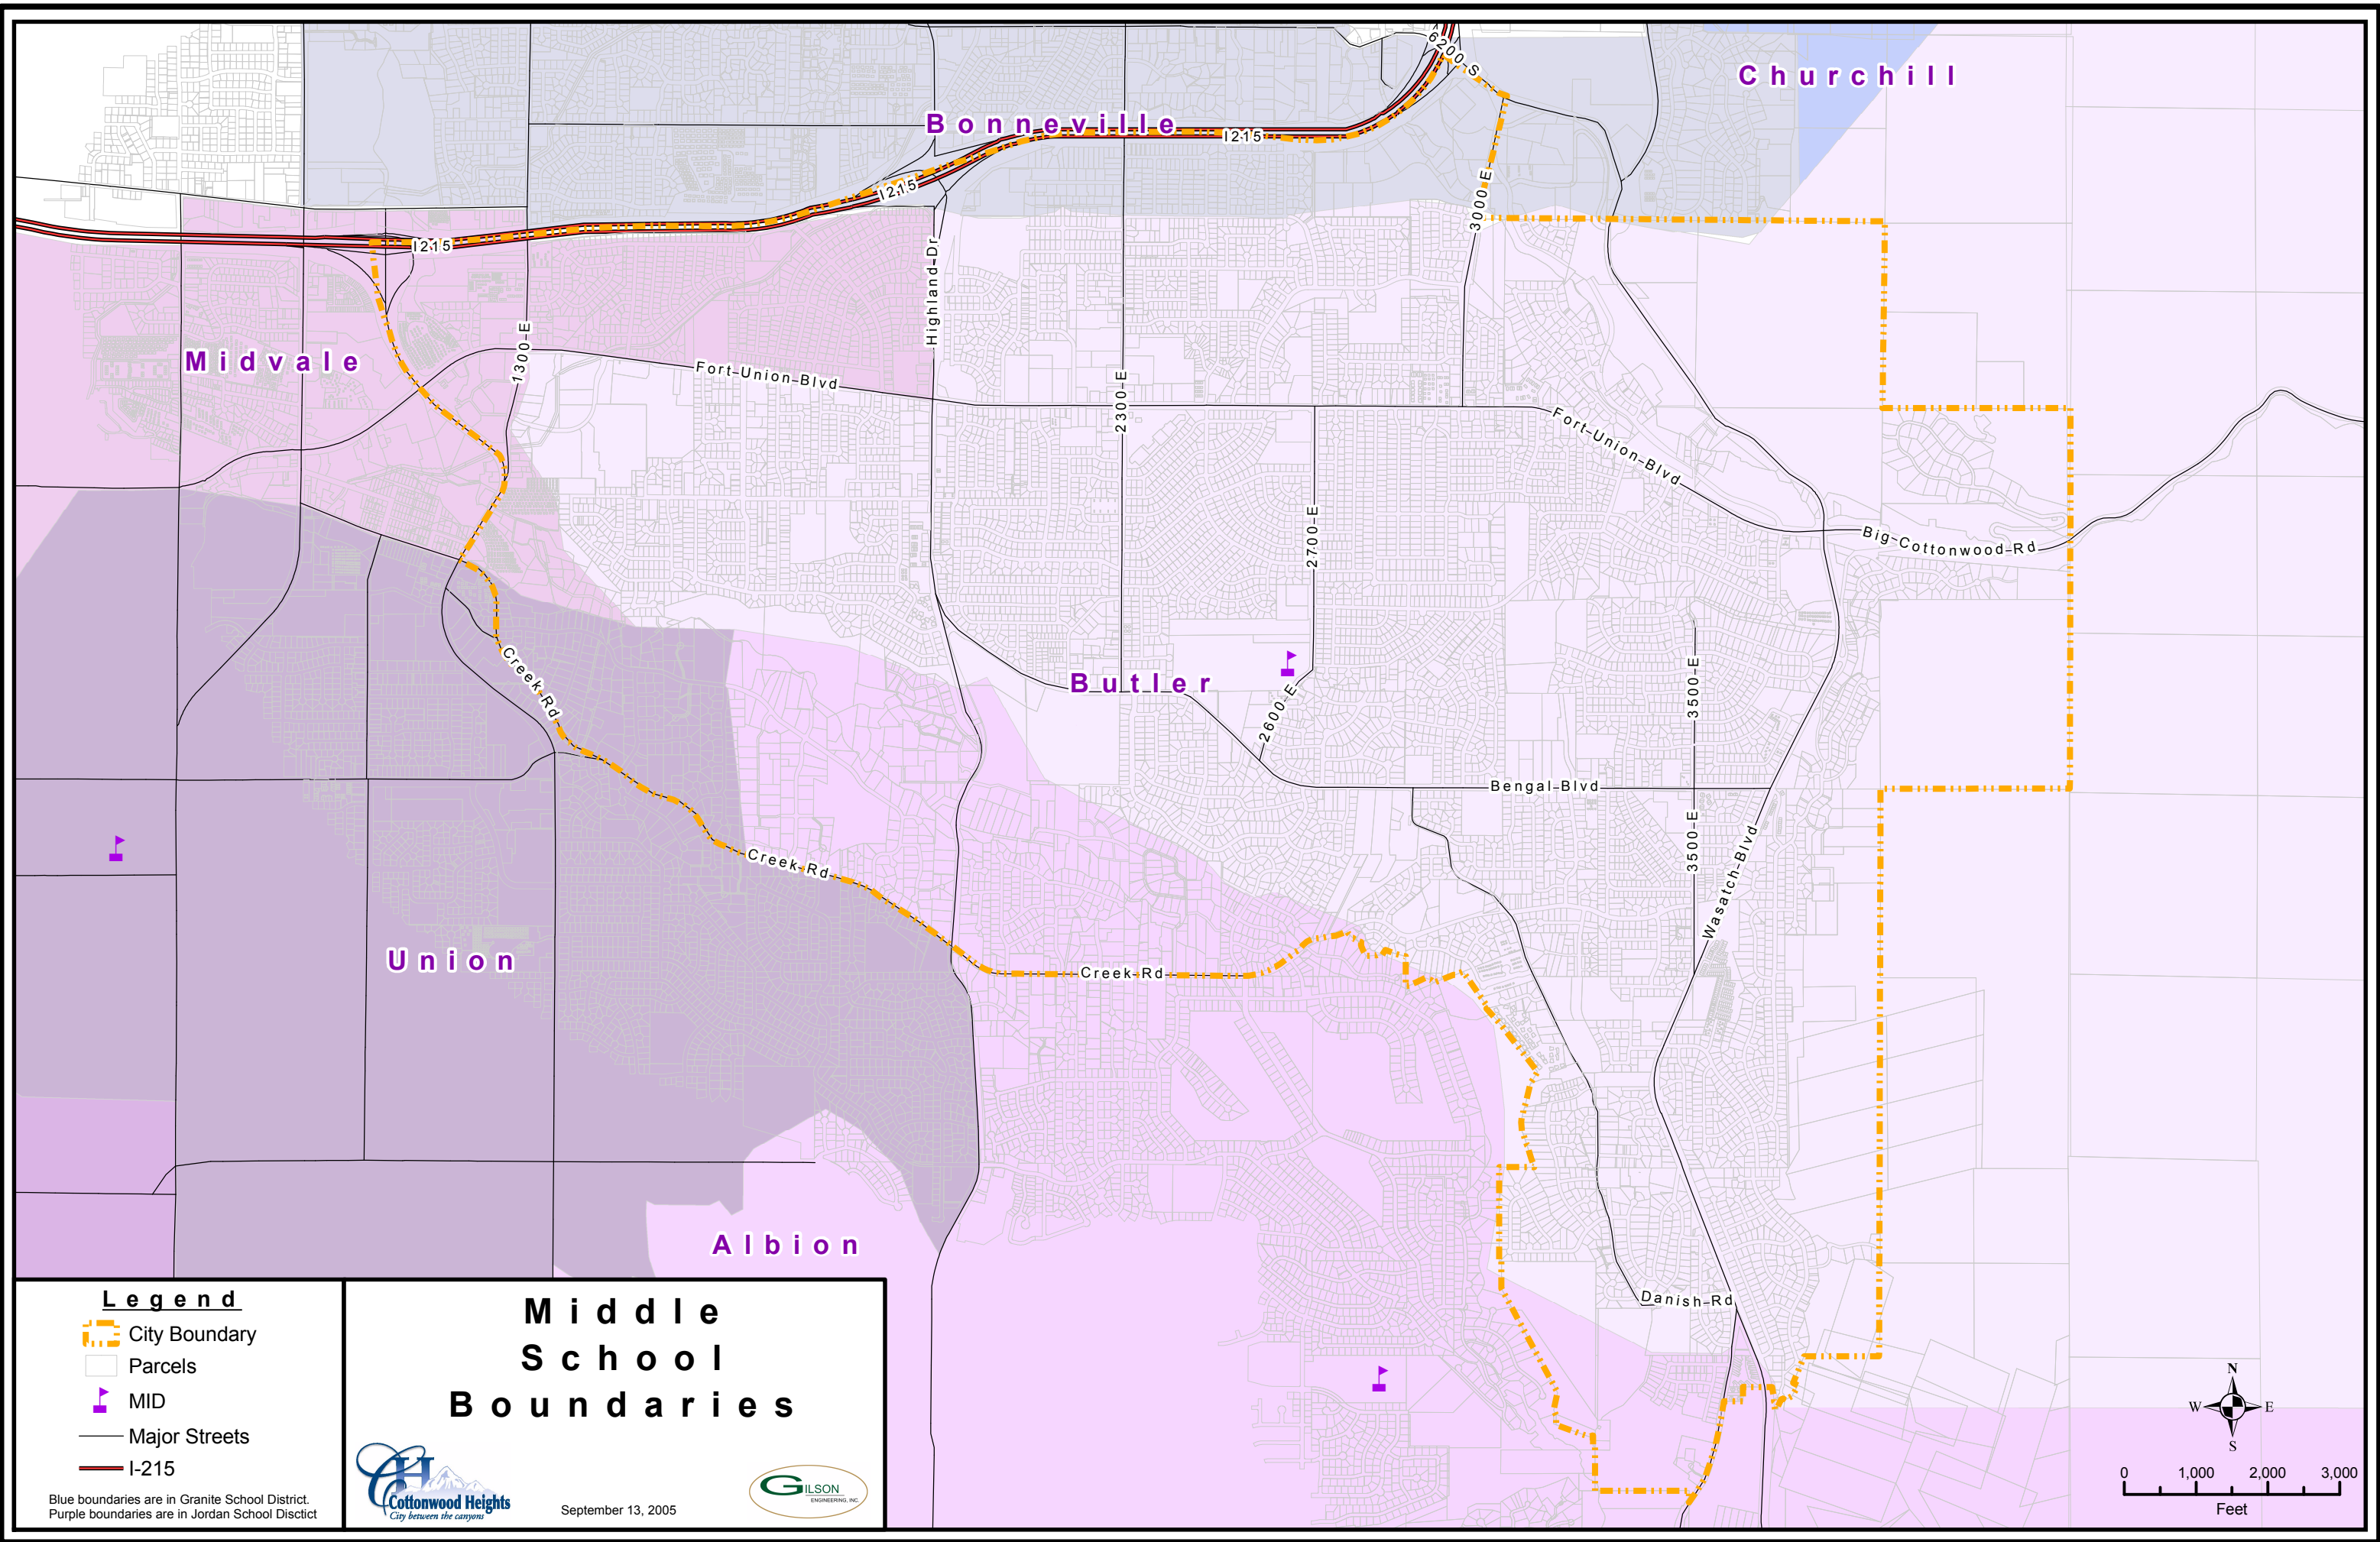 6200 S
Churchill
Bonneville
I 215
I 215
3000 E
I 215
Highland Dr
Midvale
1300 E
Fort Union Blvd
2300 E
Fort Union Blvd
2700 E
Big Cottonwood Rd
Creek Rd
Butler
2600 E
3500 E
Bengal Blvd
3500 E
Wasatch Blvd
Creek Rd
Union
Creek Rd
Albion
Danish Rd
Legend
City Boundary
Parcels
MID
Major Streets
I-215
Blue boundaries are in Granite School District.
Purple boundaries are in Jordan School Disctict
Middle
School
Boundaries
CH
Cottonwood Heights
City between the canyons
September 13, 2005
GILSON
ENGINEERING, INC.
N
W E
S
0 1,000 2,000 3,000
Feet